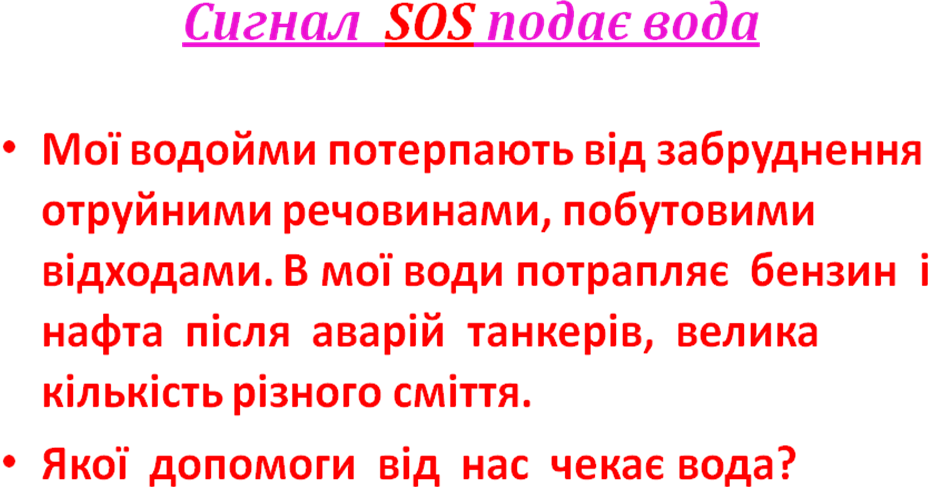 Сигнал SOS подає вода
• Мої водойми потерпають від забруднення
отруйними речовинами, побутовими
відходами. В мої води потрапляє бензин і
нафта після аварій танкерів, велика
кількість різного сміття.
• Якої допомоги від нас чекає вода?